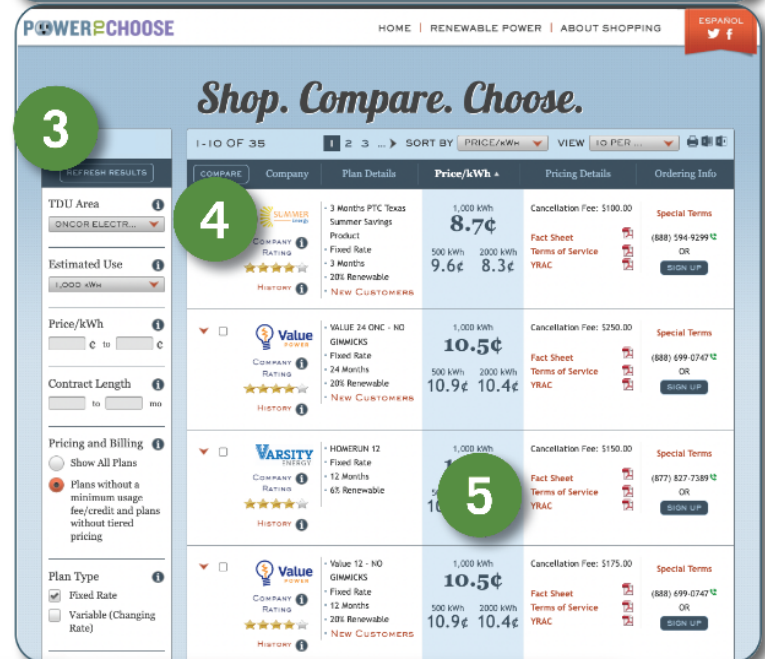 POWER TO CHOOSE
HOME | RENEWABLE POWER | ABOUT SHOPPING
ESPAÑOL
Shop. Compare. Choose.
3
1-10 OF 35
1 2 3 ...
SORT BY PRICE/KWH
VIEW 10 PER ...
REFRESH RESULTS
TDU Area
ONCOR ELECTR...
Estimated Use
1,000 KWH
Price/kWh
¢ to ¢
Contract Length
to mo
Pricing and Billing
Show All Plans
Plans without a
minimum usage
fee/credit and plans
without tiered
pricing
Plan Type
Fixed Rate
Variable (Changing
Rate)
COMPARE Company Plan Details Price/kWh Pricing Details Ordering Info
4
SUMMER
energy
COMPANY
RATING
HISTORY
- 3 Months PTC Texas
Summer Savings
Product
- Fixed Rate
- 3 Months
- 20% Renewable
- NEW CUSTOMERS
1,000 kWh
8.7¢
500 kWh 2000 kWh
9.6¢ 8.3¢
Cancellation Fee: $100.00
Fact Sheet
Terms of Service
YRAC
Special Terms
(888) 594-9299
OR
SIGN UP
Value
POWER
COMPANY
RATING
HISTORY
- VALUE 24 ONC - NO
GIMMICKS
- Fixed Rate
- 24 Months
- 20% Renewable
- NEW CUSTOMERS
1,000 kWh
10.5¢
500 kWh 2000 kWh
10.9¢ 10.4¢
Cancellation Fee: $250.00
Fact Sheet
Terms of Service
YRAC
Special Terms
(888) 699-0747
OR
SIGN UP
VARSITY
ENERGY
COMPANY
RATING
HISTORY
- HOMERUN 12
- Fixed Rate
- 12 Months
- 6% Renewable
1,000 kWh
5
Cancellation Fee: $150.00
Fact Sheet
Terms of Service
YRAC
Special Terms
(877) 827-7389
OR
SIGN UP
Value
POWER
COMPANY
RATING
HISTORY
- Value 12 - NO
GIMMICKS
- Fixed Rate
- 12 Months
- 20% Renewable
- NEW CUSTOMERS
1,000 kWh
10.5¢
500 kWh 2000 kWh
10.9¢ 10.4¢
Cancellation Fee: $175.00
Fact Sheet
Terms of Service
YRAC
Special Terms
(888) 699-0747
OR
SIGN UP